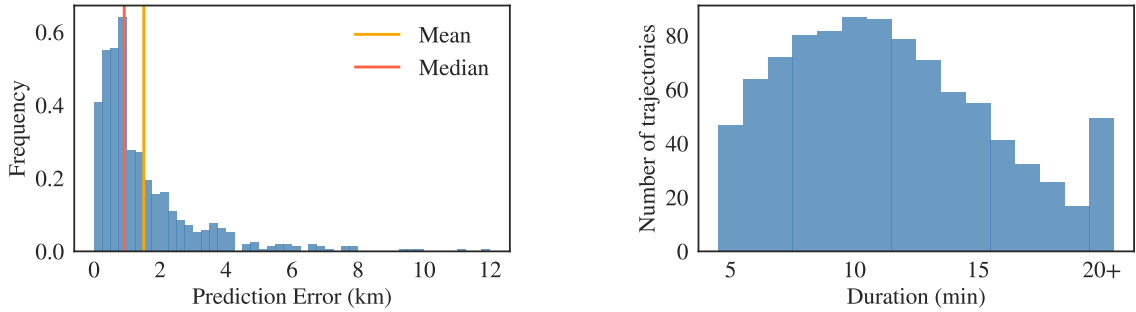 0.6
0.4
0.2
0.0
Frequency
Mean
Median
0 2 4 6 8 10 12
Prediction Error (km)
80
60
40
20
0
Number of trajectories
5 10 15 20+
Duration (min)